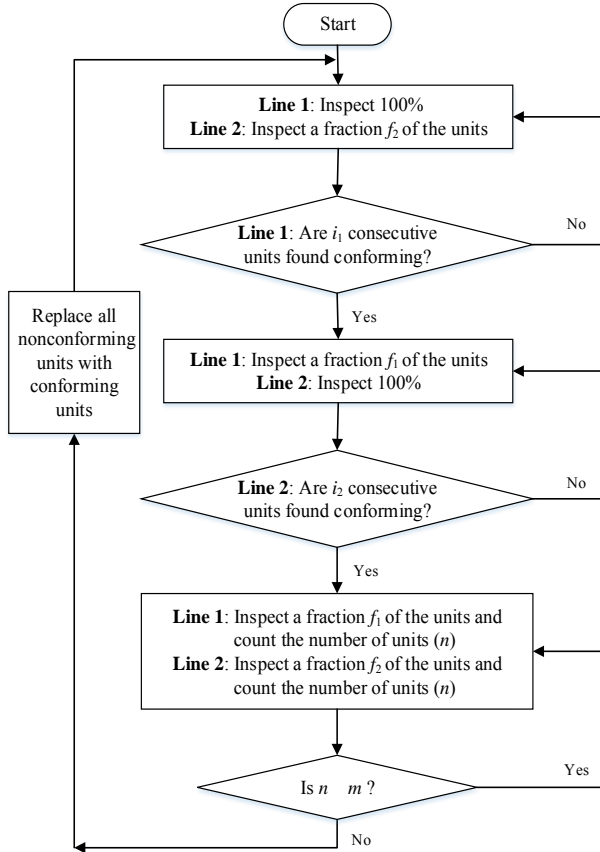 Start
Line 1: Inspect 100%
Line 2: Inspect a fraction f₂ of the units
Line 1: Are i₁ consecutive
units found conforming?
No
Yes
Replace all
nonconforming
units with
conforming
units
Line 1: Inspect a fraction f₁ of the units
Line 2: Inspect 100%
Line 2: Are i₂ consecutive
units found conforming?
No
Yes
Line 1: Inspect a fraction f₁ of the units and
count the number of units (n)
Line 2: Inspect a fraction f₂ of the units and
count the number of units (n)
Is n m ?
Yes
No